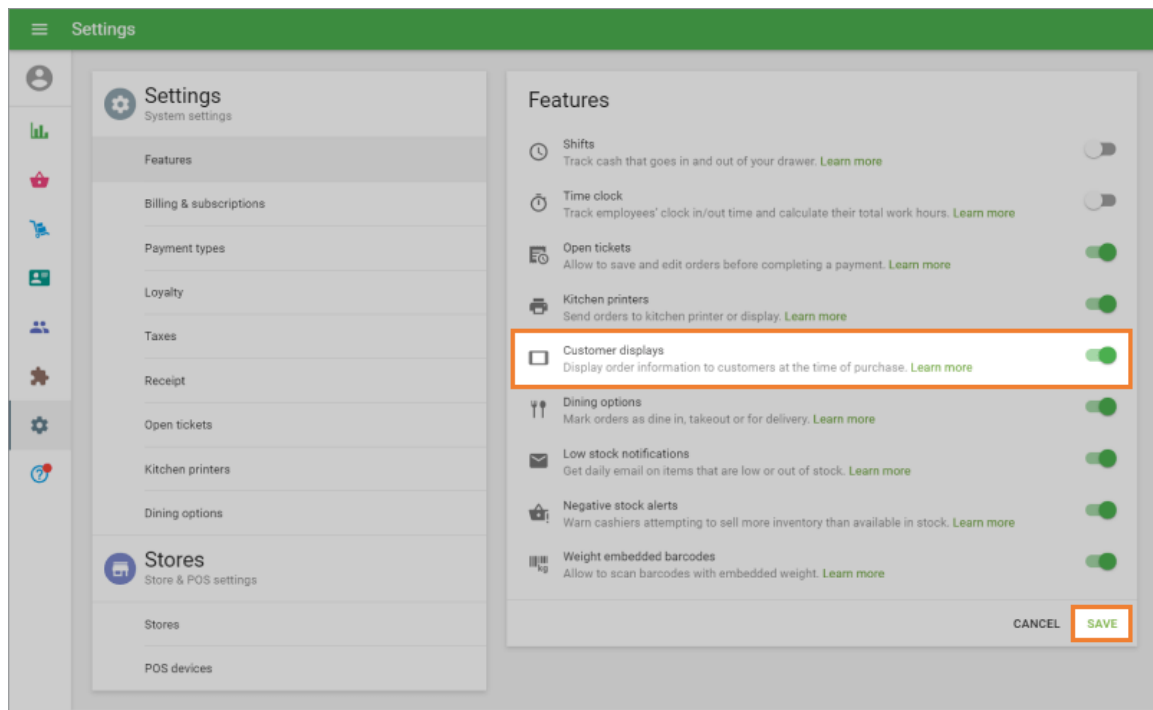 Settings
Settings
System settings
Features
Billing & subscriptions
Payment types
Loyalty
Taxes
Receipt
Open tickets
Kitchen printers
Dining options
Stores
Store & POS settings
Stores
POS devices
Features
Shifts
Track cash that goes in and out of your drawer. Learn more
Time clock
Track employees' clock in/out time and calculate their total work hours. Learn more
Open tickets
Allow to save and edit orders before completing a payment. Learn more
Kitchen printers
Send orders to kitchen printer or display. Learn more
Customer displays
Display order information to customers at the time of purchase. Learn more
Dining options
Mark orders as dine in, takeout or for delivery. Learn more
Low stock notifications
Get daily email on items that are low or out of stock. Learn more
Negative stock alerts
Warn cashiers attempting to sell more inventory than available in stock. Learn more
kg
Weight embedded barcodes
Allow to scan barcodes with embedded weight. Learn more
CANCEL SAVE